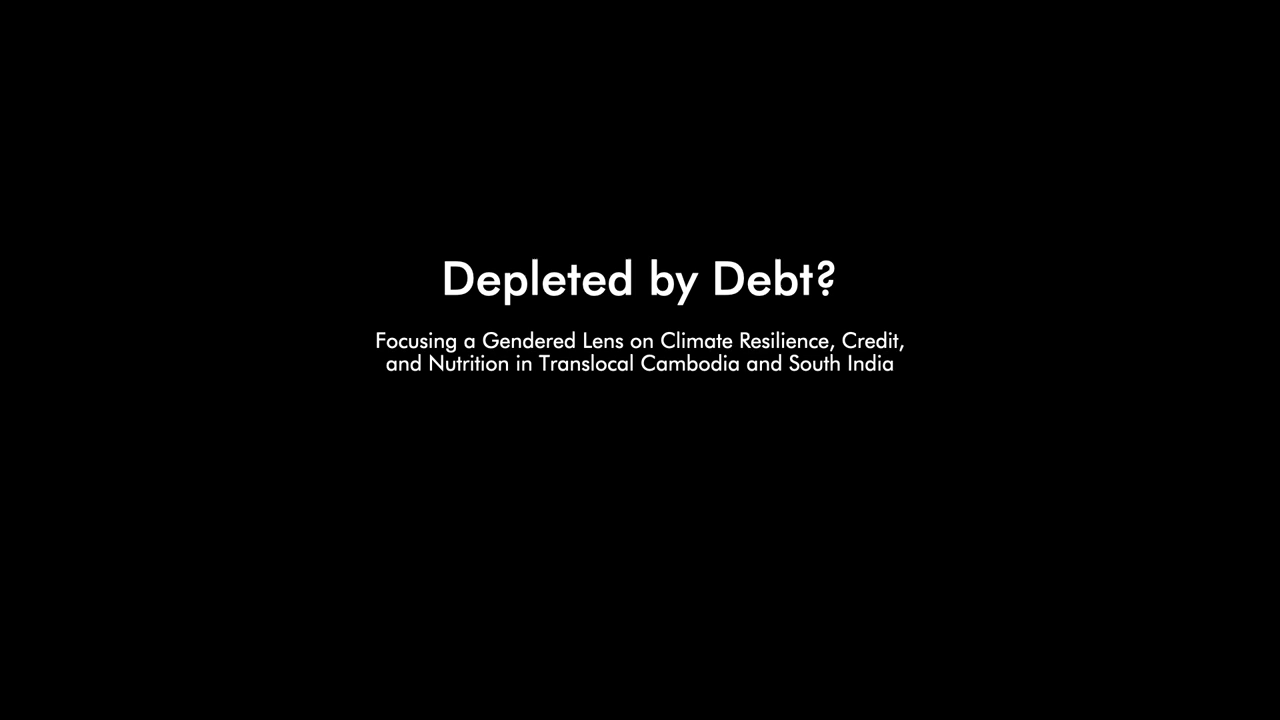 Depleted by Debt?
Focusing a Gendered Lens on Climate Resilience, Credit,
and Nutrition in Translocal Cambodia and South India